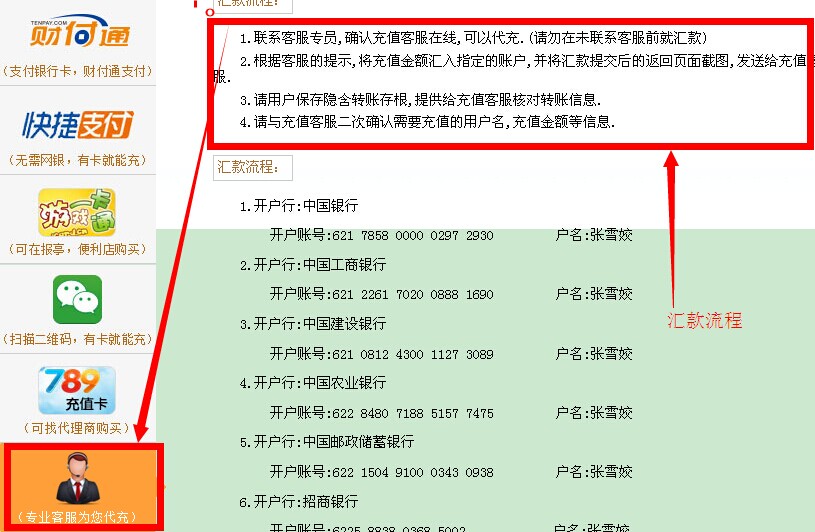 汇款流程:
1.联系客服专员,确认充值客服在线,可以代充.(请勿在未联系客服前就汇款)
2.根据客服的提示,将充值金额汇入指定的账户,并将汇款提交后的返回页面截图,发送给充值
服.
3.请用户保存隐含转账存根,提供给充值客服核对转账信息.
4.请与充值客服二次确认需要充值的用户名,充值金额等信息.
汇款流程:
1.开户行:中国银行
开户账号:621 7858 0000 0297 2930 户名:张雪姣
2.开户行:中国工商银行
开户账号:621 2261 7020 0888 1690 户名:张雪姣
3.开户行:中国建设银行
开户账号:621 0812 4300 1127 3089 户名:张雪姣
4.开户行:中国农业银行
开户账号:622 8480 7188 5157 7475 户名:张雪姣
5.开户行:中国邮政储蓄银行
开户账号:622 1504 9100 0343 0938 户名:张雪姣
6.开户行:招商银行
开户账号:6225 8838 0368 5002 户名:张雪姣
汇款流程
TENPAY.COM
财付通
(支付银行卡，财付通支付)
快捷支付
(无需网银，有卡就能充)
游戏一卡通
(可在报亭，便利店购买)
(扫描二维码，有卡就能充)
789
充值卡
(可找代理商购买)
(专业客服为您代充)